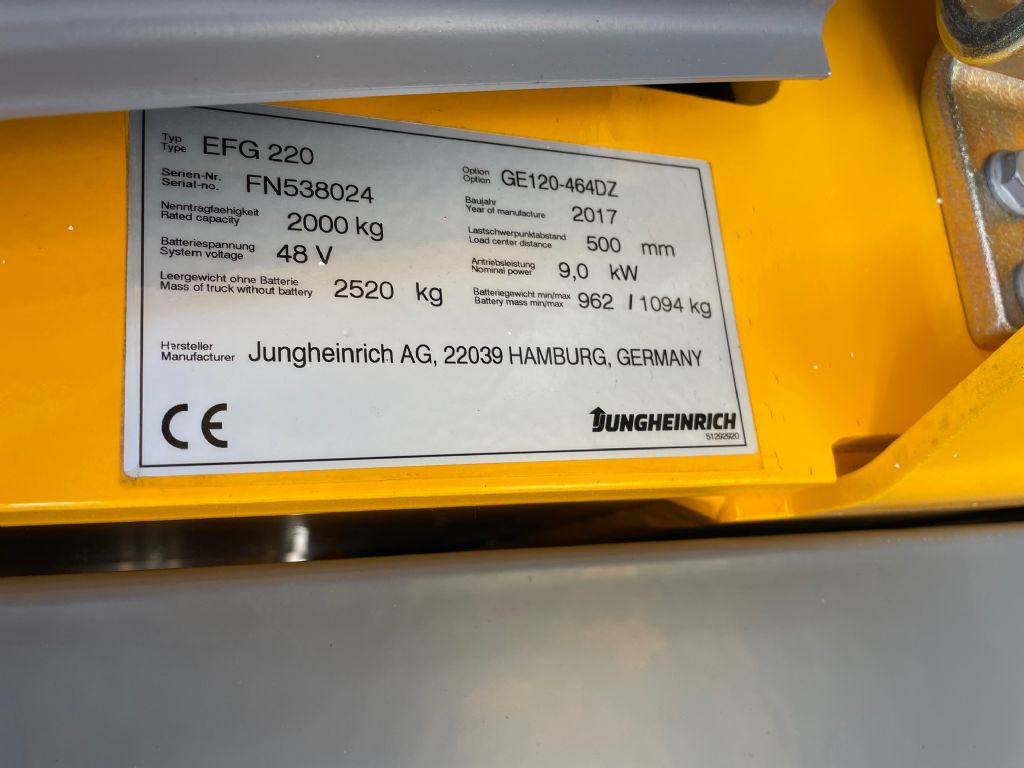 Typ
Type EFG 220
Option
Option GE120-464DZ
Serien-Nr.
Serial-no. FN538024
Baujahr
Year of manufacture 2017
Nenntragfaehigkeit
Rated capacity 2000 kg
Lastschwerpunktabstand
Load center distance 500 mm
Batteriespannung
System voltage 48 V
Antriebsleistung
Nominal power 9,0 kW
Leergewicht ohne Batterie
Mass of truck without battery 2520 kg
Batteriegewicht min/max
Battery mass min/max 962 / 1094 kg
Hersteller
Manufacturer Jungheinrich AG, 22039 HAMBURG, GERMANY
CE
JUNGHEINRICH
51292920